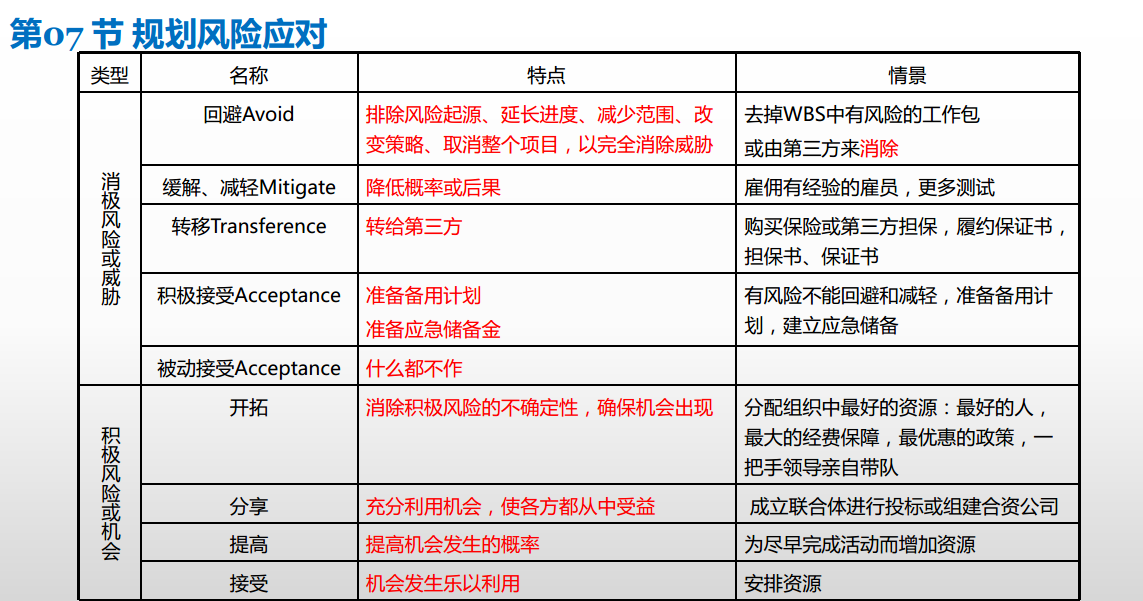 第07 节 规划风险应对
类型 名称 特点 情景
消极风险或威胁
回避Avoid
排除风险起源、延长进度、减少范围、改
变策略、取消整个项目，以完全消除威胁
去掉WBS中有风险的工作包
或由第三方来消除
缓解、减轻Mitigate
降低概率或后果
雇佣有经验的雇员，更多测试
转移Transference
转给第三方
购买保险或第三方担保，履约保证书，
担保书、保证书
积极接受Acceptance
准备备用计划
准备应急储备金
有风险不能回避和减轻，准备备用计
划，建立应急储备
被动接受Acceptance
什么都不作
积极风险或机会
开拓
消除积极风险的不确定性，确保机会出现
分配组织中最好的资源：最好的人，
最大的经费保障，最优惠的政策，一
把手领导亲自带队
分享
充分利用机会，使各方都从中受益
成立联合体进行投标或组建合资公司
提高
提高机会发生的概率
为尽早完成活动而增加资源
接受
机会发生乐以利用
安排资源